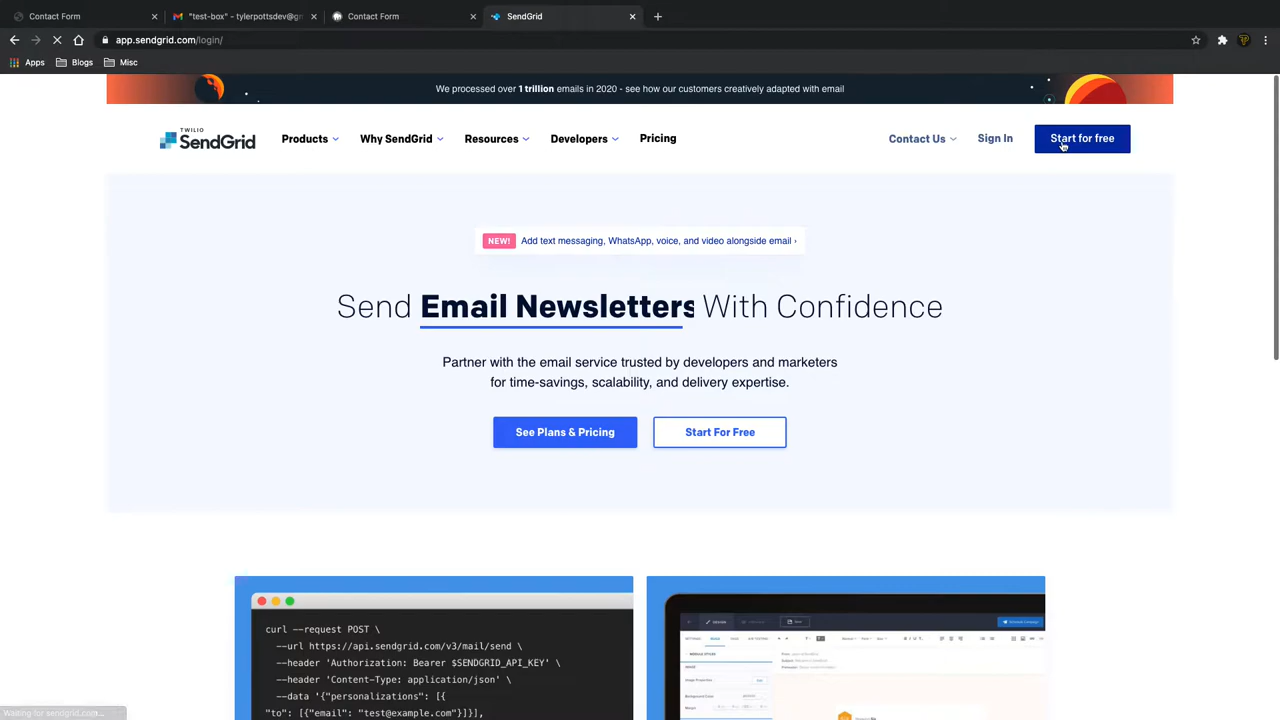 Contact Form
"test-box" - tylerpottsdev@gm
Contact Form
SendGrid
app.sendgrid.com/login/
Apps
Blogs
Misc
We processed over 1 trillion emails in 2020 - see how our customers creatively adapted with email
TWILIO
SendGrid
Products
Why SendGrid
Resources
Developers
Pricing
Contact Us
Sign In
Start for free
NEW! Add text messaging, WhatsApp, voice, and video alongside email ›
Send Email Newsletters With Confidence
Partner with the email service trusted by developers and marketers
for time-savings, scalability, and delivery expertise.
See Plans & Pricing
Start For Free
curl --request POST \
--url https://api.sendgrid.com/v3/mail/send \
--header 'Authorization: Bearer $SENDGRID_API_KEY' \
--header 'Content-Type: application/json' \
--data '{"personalizations": [{
"to": [{"email": "test@example.com"}]}],
Waiting for sendgrid.com...